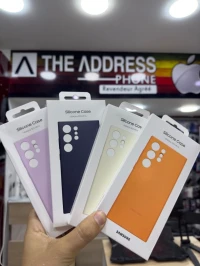 THE ADDRESS
PHONE
Revendeur Agréé
Silicone Case
Silicone Case
Silicone Case
Silicone Case
SAMSUNG